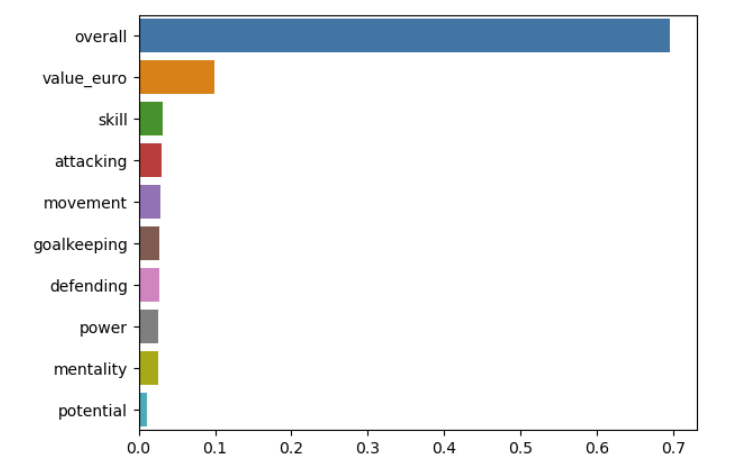 overall
value_euro
skill
attacking
movement
goalkeeping
defending
power
mentality
potential
0.0 0.1 0.2 0.3 0.4 0.5 0.6 0.7